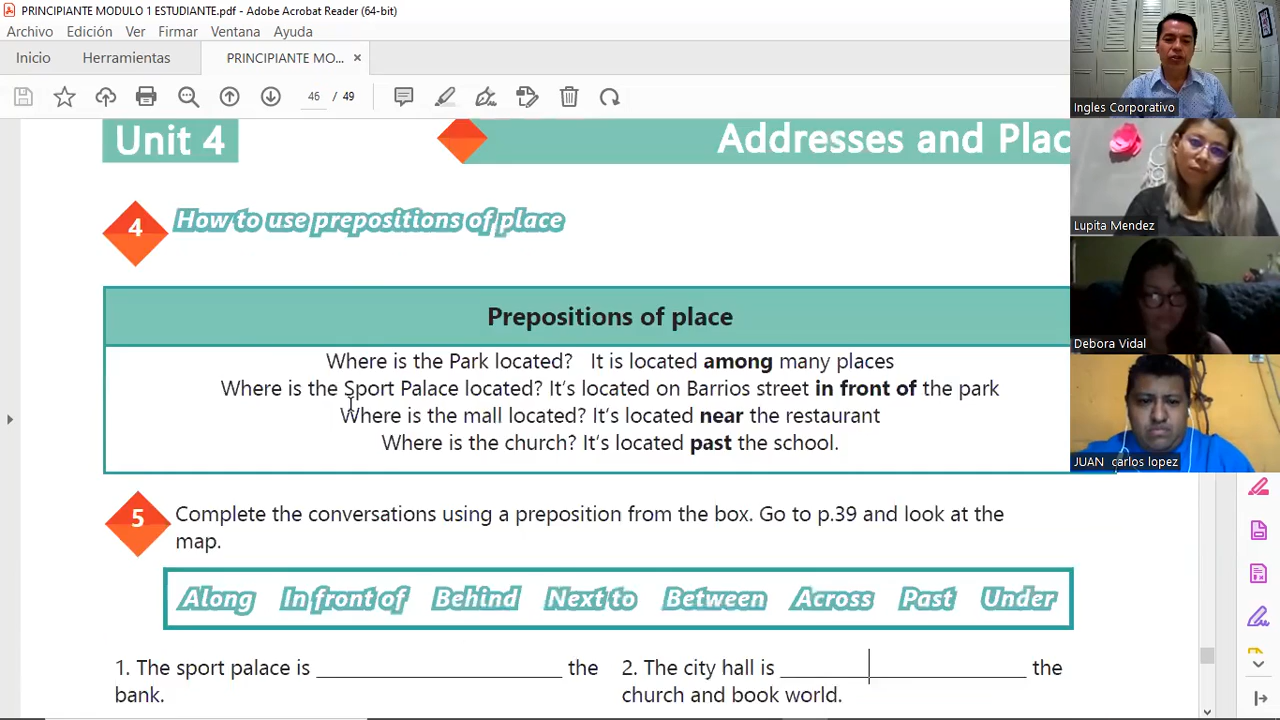 PRINCIPIANTE MODULO 1 ESTUDIANTE.pdf - Adobe Acrobat Reader (64-bit)
Archivo Edición Ver Firmar Ventana Ayuda
Inicio Herramientas PRINCIPIANTE MO... ×
46 / 49
Unit 4 Addresses and Plac
4 How to use prepositions of place
Prepositions of place
Where is the Park located? It is located among many places
Where is the Sport Palace located? It's located on Barrios street in front of the park
Where is the mall located? It's located near the restaurant
Where is the church? It's located past the school.
5 Complete the conversations using a preposition from the box. Go to p.39 and look at the
map.
Along In front of Behind Next to Between Across Past Under
1. The sport palace is ____________________ the
bank.
2. The city hall is ____________________ the
church and book world.
Ingles Corporativo
Lupita Mendez
Debora Vidal
JUAN carlos lopez